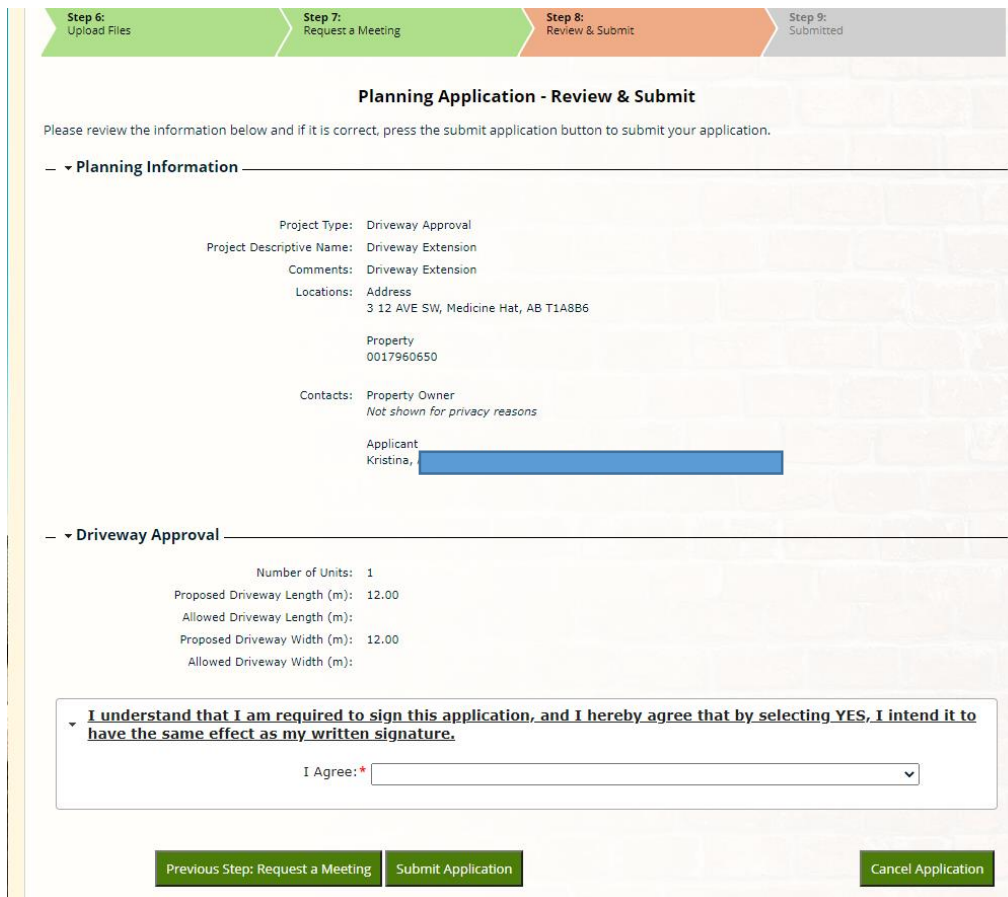 Step 6:
Upload Files
Step 7:
Request a Meeting
Step 8:
Review & Submit
Step 9:
Submitted
Planning Application - Review & Submit
Please review the information below and if it is correct, press the submit application button to submit your application.
Planning Information
Project Type: Driveway Approval
Project Descriptive Name: Driveway Extension
Comments: Driveway Extension
Locations: Address
3 12 AVE SW, Medicine Hat, AB T1A8B6
Property
0017960650
Contacts: Property Owner
Not shown for privacy reasons
Applicant
Kristina,
Driveway Approval
Number of Units: 1
Proposed Driveway Length (m): 12.00
Allowed Driveway Length (m):
Proposed Driveway Width (m): 12.00
Allowed Driveway Width (m):
I understand that I am required to sign this application, and I hereby agree that by selecting YES, I intend it to
have the same effect as my written signature.
I Agree:*
Previous Step: Request a Meeting Submit Application Cancel Application